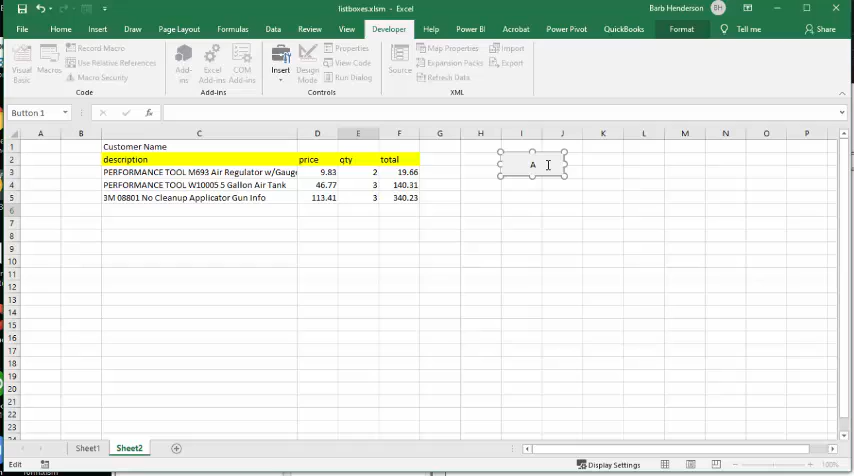 listboxes.xlsm - Excel
Barb Henderson
BH
File Home Insert Draw Page Layout Formulas Data Review View Developer Help Power BI Acrobat Power Pivot QuickBooks Format Tell me Share
Visual Basic
Macros
Record Macro
Use Relative References
Macro Security
Code
Add-ins
Excel Add-ins
COM Add-ins
Add-ins
Insert
Design Mode
Properties
View Code
Run Dialog
Controls
Source
Map Properties
Expansion Packs
Refresh Data
Import
Export
XML
Button 1
fx
A B C D E F G H I J K L M N O P
1 Customer Name
2 description price qty total
A
3 PERFORMANCE TOOL M693 Air Regulator w/Gauge 9.83 2 19.66
4 PERFORMANCE TOOL W10005 5 Gallon Air Tank 46.77 3 140.31
5 3M 08801 No Cleanup Applicator Gun Info 113.41 3 340.23
6
7
8
9
10
11
12
13
14
15
16
17
18
19
20
21
22
23
Sheet1 Sheet2
Edit
Display Settings
100%